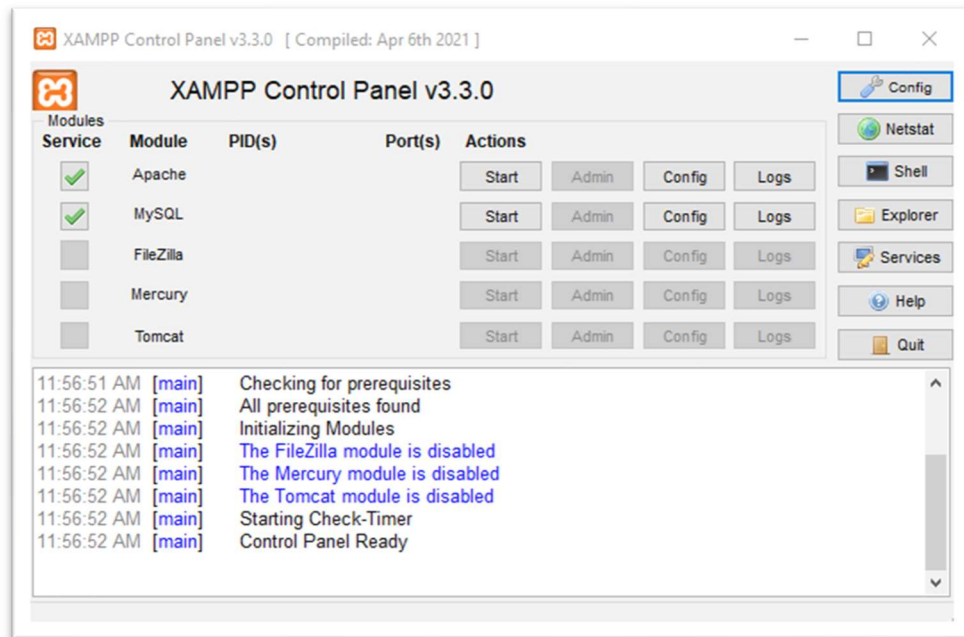 XAMPP Control Panel v3.3.0 [ Compiled: Apr 6th 2021 ]
XAMPP Control Panel v3.3.0
Config
Modules
Netstat
Service Module PID(s) Port(s) Actions
Apache Start Admin Config Logs
Shell
MySQL Start Admin Config Logs
Explorer
FileZilla Start Admin Config Logs
Services
Mercury Start Admin Config Logs
Help
Tomcat Start Admin Config Logs
Quit
11:56:51 AM [main] Checking for prerequisites
11:56:52 AM [main] All prerequisites found
11:56:52 AM [main] Initializing Modules
11:56:52 AM [main] The FileZilla module is disabled
11:56:52 AM [main] The Mercury module is disabled
11:56:52 AM [main] The Tomcat module is disabled
11:56:52 AM [main] Starting Check-Timer
11:56:52 AM [main] Control Panel Ready